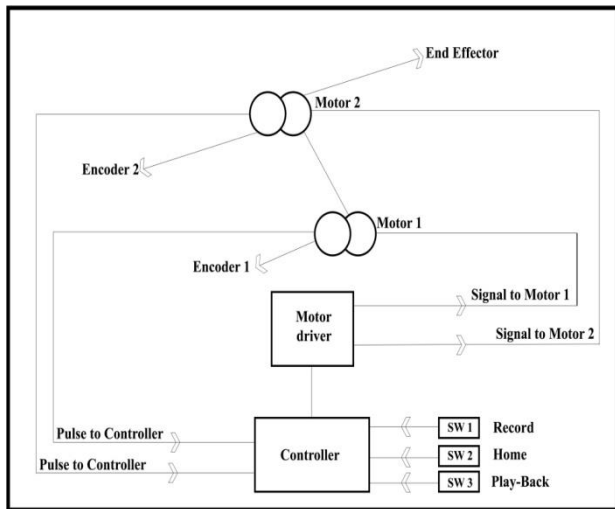 End Effector
Motor 2
Encoder 2
Motor 1
Encoder 1
Signal to Motor 1
Motor
driver
Signal to Motor 2
Pulse to Controller
SW 1 Record
Controller
SW 2 Home
Pulse to Controller
SW 3 Play-Back